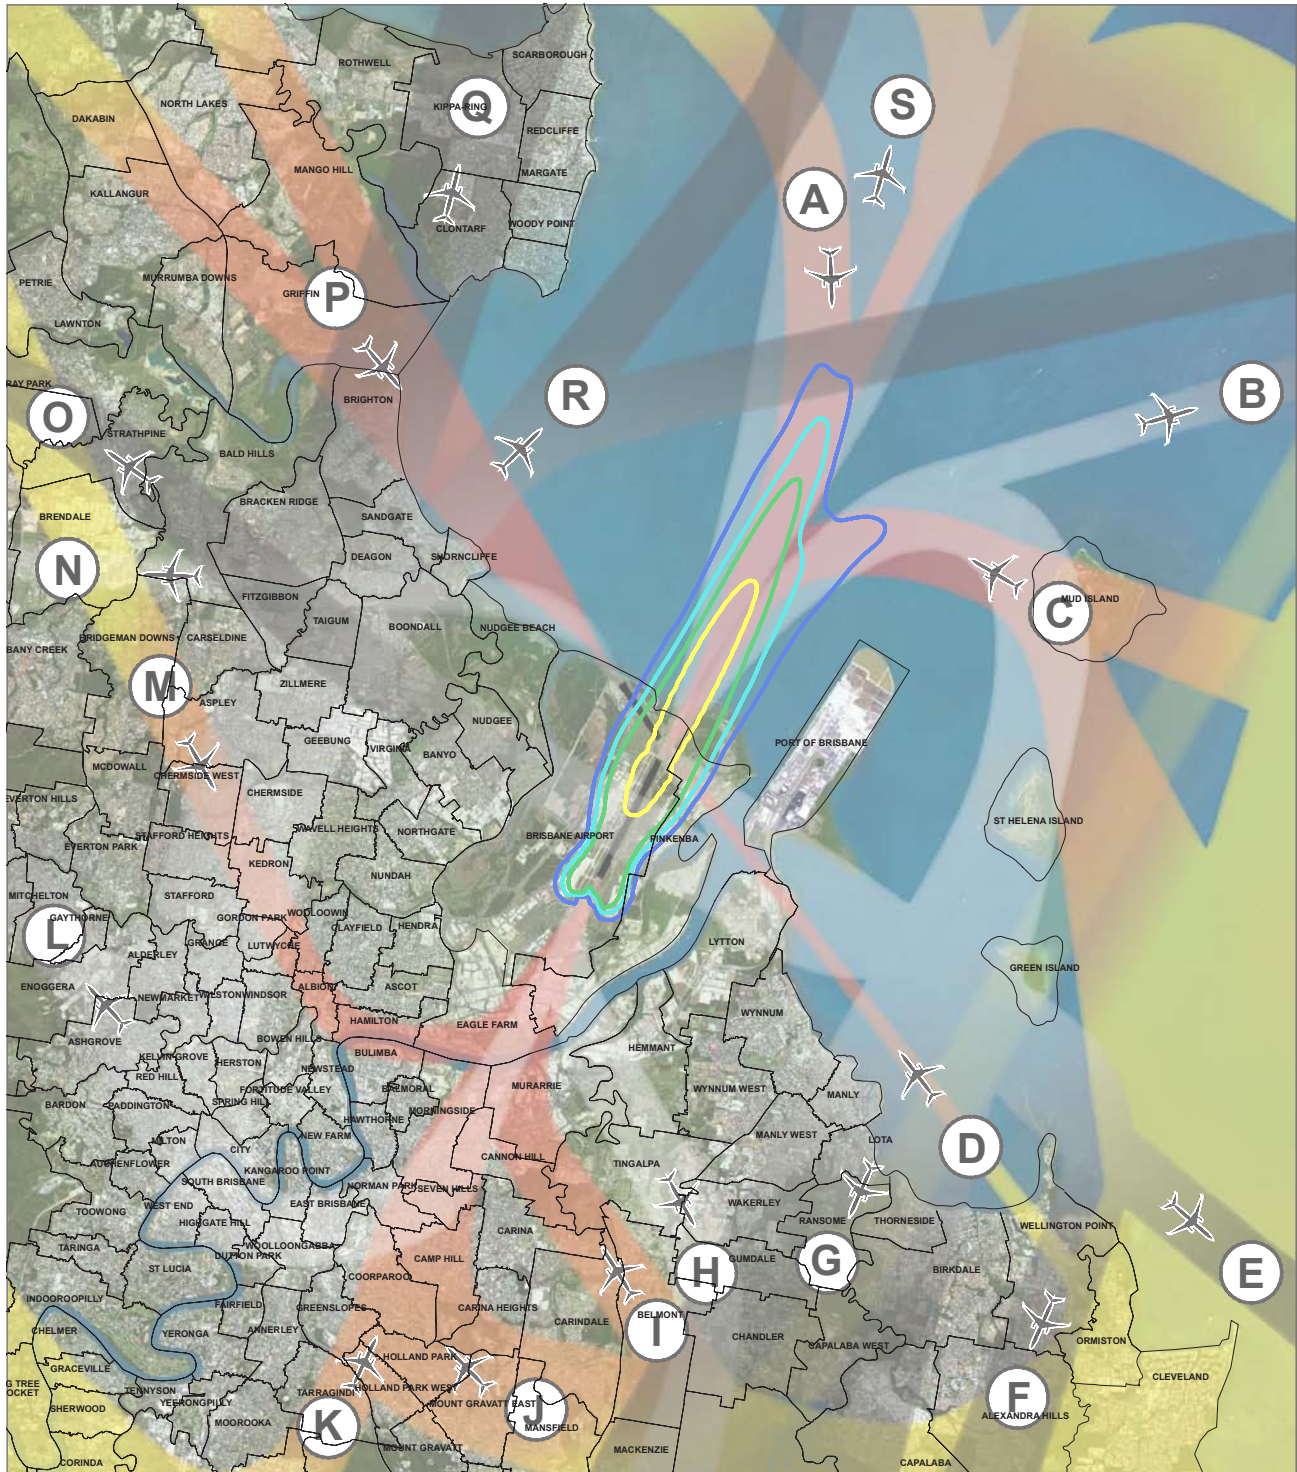 SCARBOROUGH
ROTHWELL
S
Q
KIPPA-RING
NORTH LAKES
DAKABIN
REDCLIFFE
MANGO HILL
MARGATE
KALLANGUR
A
WOODY POINT
CLONTARF
MURRUMBA DOWNS
PETRIE
GRIFFIN
P
LAWNTON
RAY PARK
BRIGHTON
R
B
O
STRATHPINE
BALD HILLS
BRACKEN RIDGE
BRENDALE
SANDGATE
DEAGON
SHORNCLIFFE
N
FITZGIBBON
MUD ISLAND
C
TAIGUM
BOONDALL
NUDGEE BEACH
BRIDGEMAN DOWNS
CARSELDINE
BANY CREEK
M
ZILLMERE
ASPLEY
NUDGEE
GEEBUNG
VIRGINIA
BANYO
PORT OF BRISBANE
MCDOWALL
CHERMSIDE WEST
CHERMSIDE
EVERTON HILLS
ST HELENA ISLAND
STAFFORD HEIGHTS
WAVELL HEIGHTS
NORTHGATE
BRISBANE AIRPORT
PINKENBA
EVERTON PARK
KEDRON
NUNDAH
MITCHELTON
STAFFORD
GAYTHORNE
GORDON PARK
WOOLOOWIN
CLAYFIELD
HENDRA
L
GRANGE
LUTWYCHE
LYTTON
ALDERLEY
GREEN ISLAND
ENOGGERA
ALBION
ASCOT
NEWMARKET
WILSTON
WINDSOR
WYNNUM
HAMILTON
EAGLE FARM
ASHGROVE
BOWEN HILLS
HEMMANT
BULIMBA
KELVIN GROVE
HERSTON
NEWSTEAD
RED HILL
BALMORAL
MURARRIE
FORTITUDE VALLEY
WYNNUM WEST
MANLY
BARDON
PADDINGTON
SPRING HILL
MORNINGSIDE
HAWTHORNE
NEW FARM
MANLY WEST
LOTA
MILTON
CITY
D
CANNON HILL
AUCHENFLOWER
KANGAROO POINT
TINGALPA
SOUTH BRISBANE
NORMAN PARK
SEVEN HILLS
WEST END
EAST BRISBANE
WAKERLEY
TOOWONG
RANSOME
THORNESIDE
HIGHGATE HILL
WELLINGTON POINT
CARINA
TARINGA
WOOLLOONGABBA
DUTTON PARK
CAMP HILL
GUMDALE
G
ST LUCIA
BIRKDALE
H
E
COORPAROO
INDOOROOPILLY
FAIRFIELD
GREENSLOPES
CARINA HEIGHTS
BELMONT
CARINDALE
I
CHELMER
YERONGA
ANNERLEY
CHANDLER
ORMISTON
CAPALABA WEST
HOLLAND PARK
GRACEVILLE
CLEVELAND
G TREE
OCKET
TENNYSON
TARRAGINDI
HOLLAND PARK WEST
YEERONGPILLY
MOUNT GRAVATT EAST
F
SHERWOOD
J
ALEXANDRA HILLS
MOOROOKA
K
MANSFIELD
MOUNT GRAVATT
MACKENZIE
CORINDA
CAPALABA